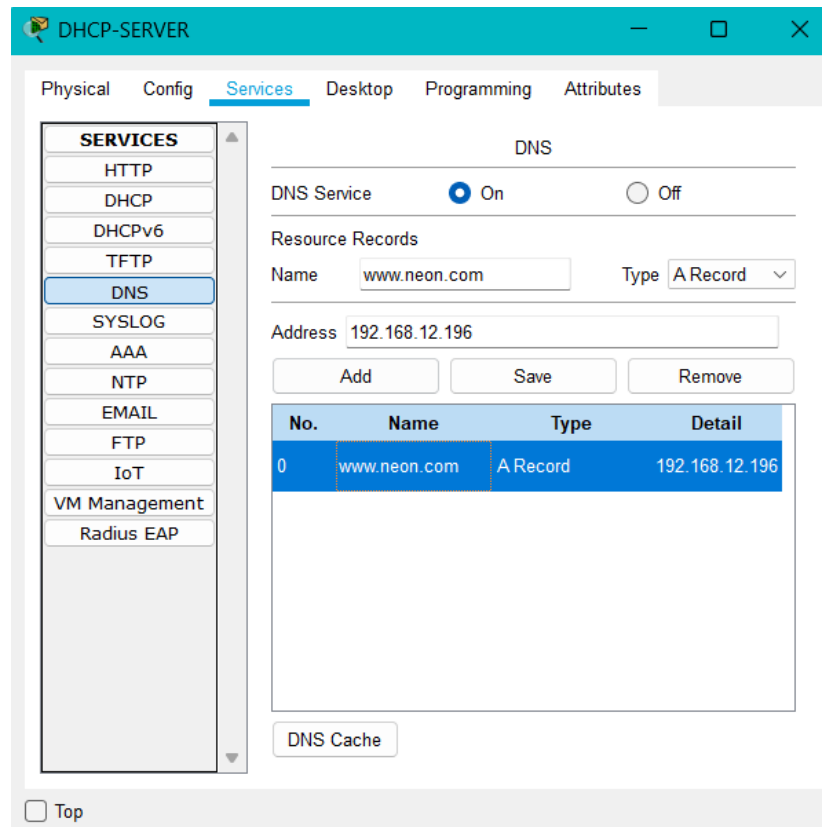 DHCP-SERVER
Physical Config Services Desktop Programming Attributes
SERVICES
HTTP
DHCP
DHCPv6
TFTP
DNS
SYSLOG
AAA
NTP
EMAIL
FTP
IoT
VM Management
Radius EAP
DNS
DNS Service On Off
Resource Records
Name www.neon.com Type A Record
Address 192.168.12.196
Add Save Remove
No. Name Type Detail
0 www.neon.com A Record 192.168.12.196
DNS Cache
Top